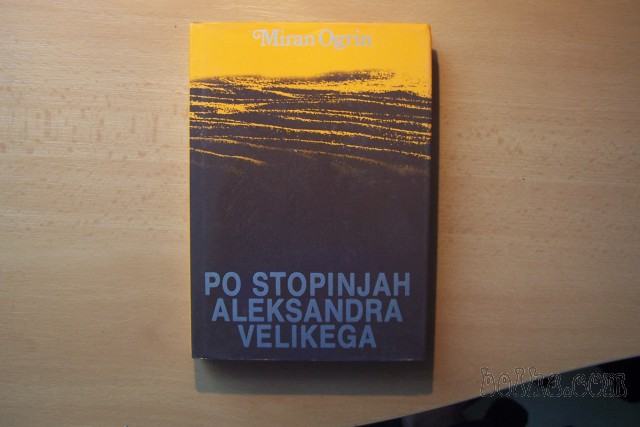 Miran Ogrin
PO STOPINJAH
ALEKSANDRA
VELIKEGA
bolha.com